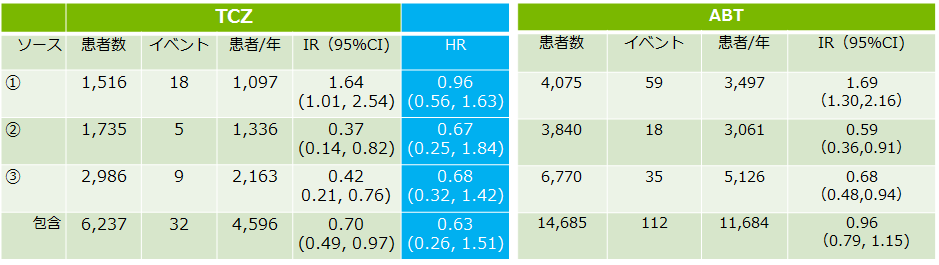 TCZ ABT
ソース 患者数 イベント 患者/年 IR（95%CI) HR 患者数 イベント 患者/年 IR（95%CI)
① 1,516 18 1,097 1.64 0.96 4,075 59 3,497 1.69
(1.01, 2.54) (0.56, 1.63) （1.30,2.16）
② 1,735 5 1,336 0.37 0.67 3,840 18 3,061 0.59
(0.14, 0.82) (0.25, 1.84) （0.36,0.91）
③ 2,986 9 2,163 0.42 0.68 6,770 35 5,126 0.68
0.21, 0.76) (0.32, 1.42) (0.48,0.94）
包含 6,237 32 4,596 0.70 0.63 14,685 112 11,684 0.96
(0.49, 0.97) (0.26, 1.51) （0.79, 1.15)